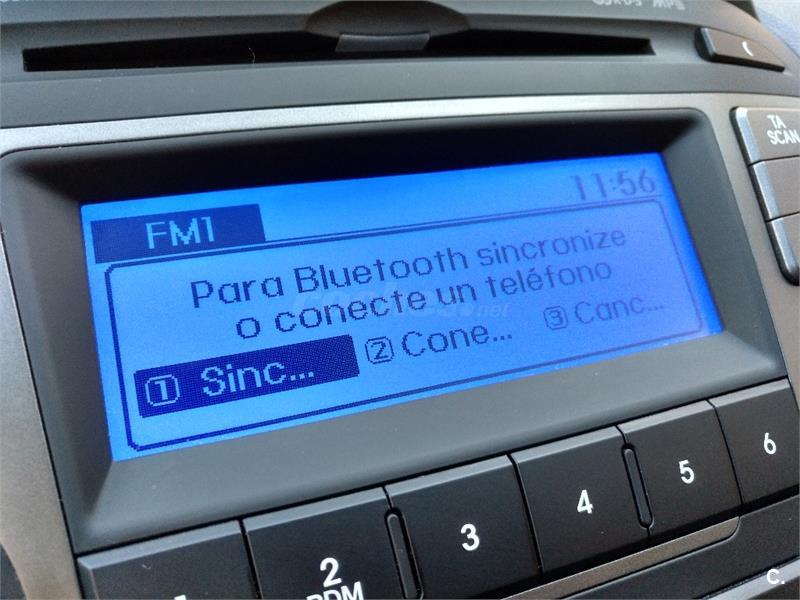 TA
SCAN
11:56
FM1
Para Bluetooth sincronize
o conecte un teléfono
1 Sinc... 2 Cone... 3 Canc...
2 3 4 5 6
RDM
C.